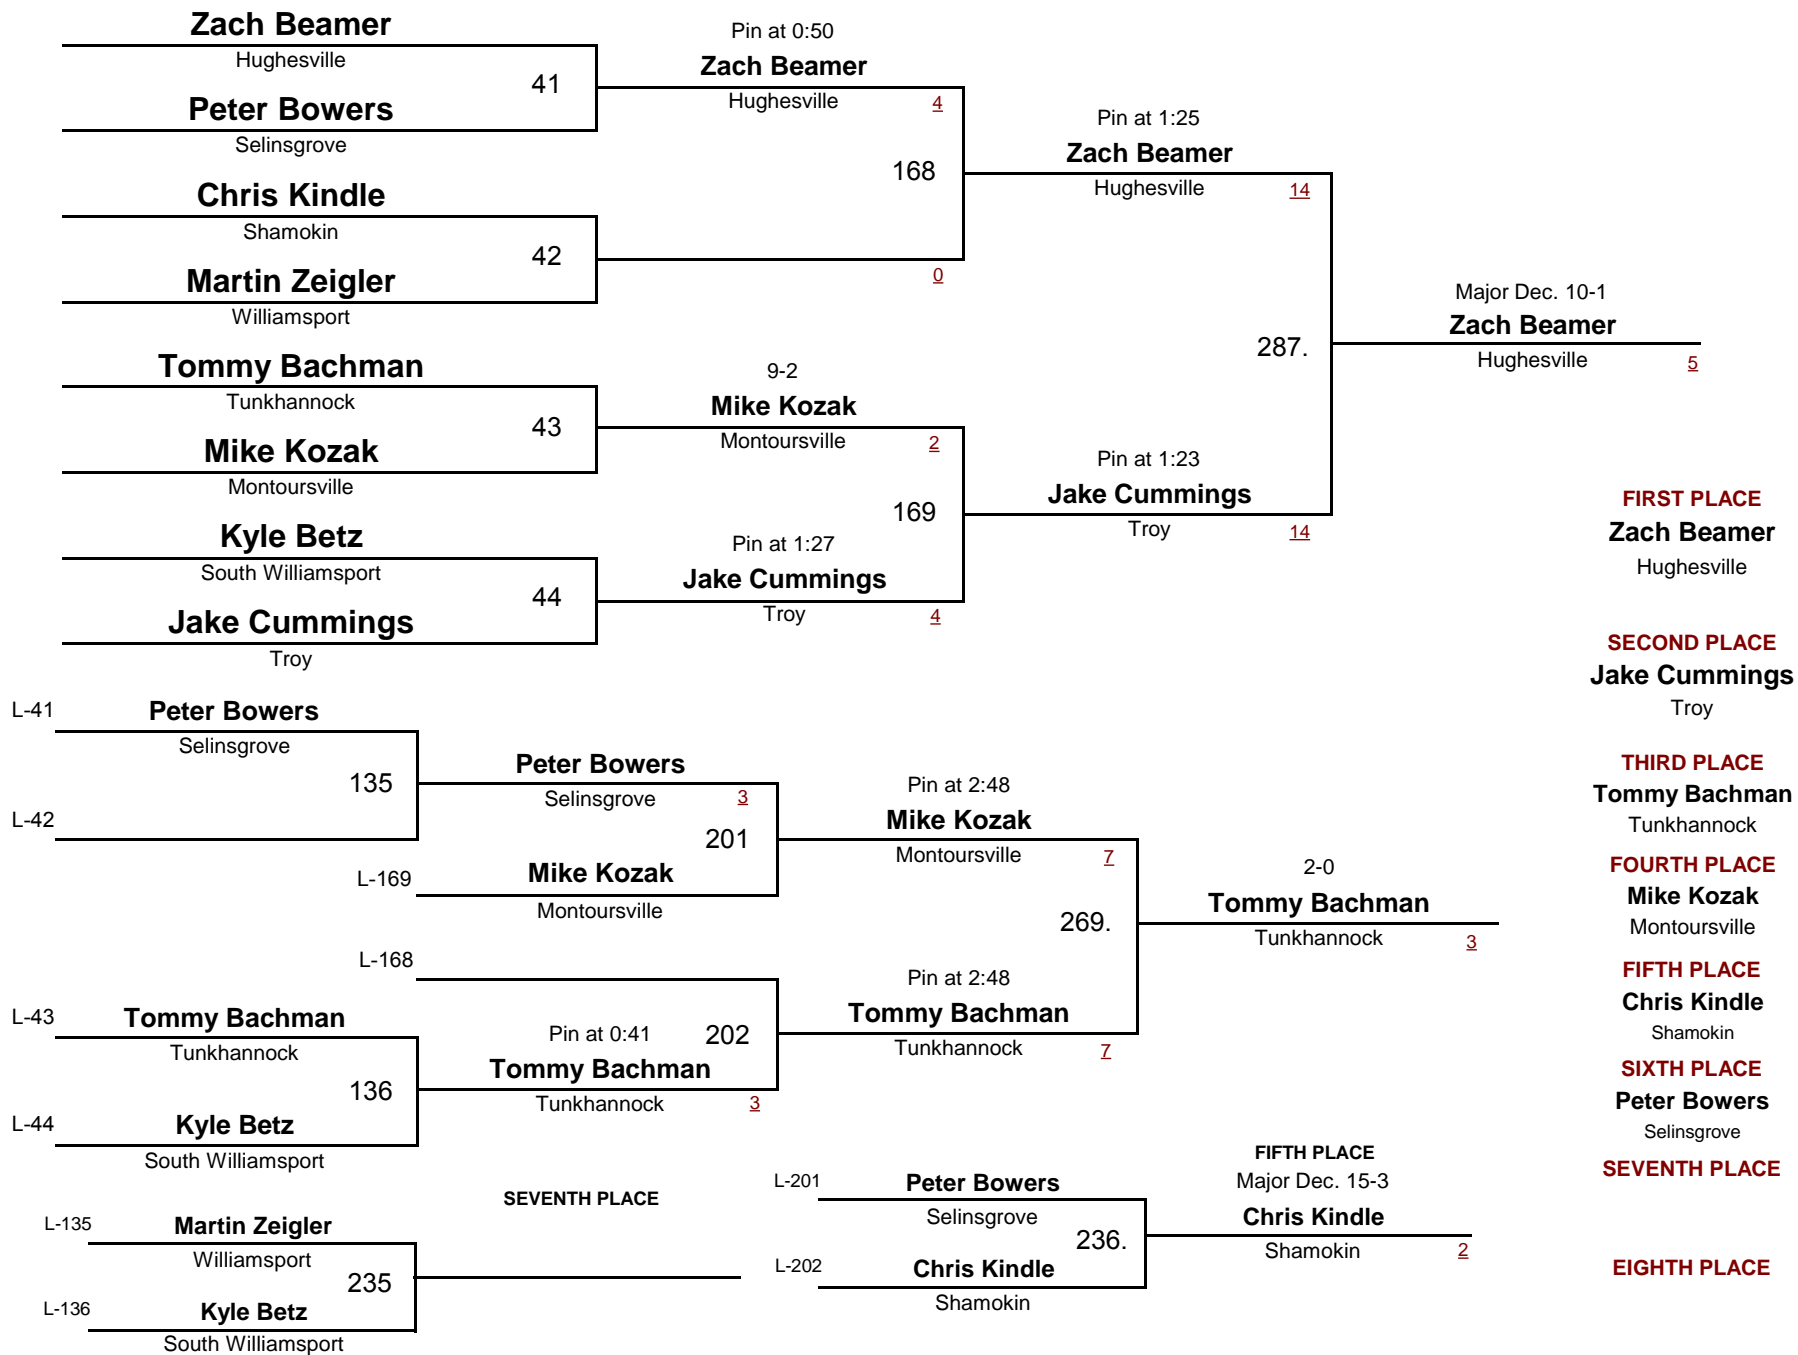 Zach Beamer
Hughesville
41
Peter Bowers
Selinsgrove
Chris Kindle
Shamokin
42
Martin Zeigler
Williamsport
Tommy Bachman
Tunkhannock
43
Mike Kozak
Montoursville
Kyle Betz
South Williamsport
44
Jake Cummings
Troy
Pin at 0:50
Zach Beamer
Hughesville
4
168
0
9-2
Mike Kozak
Montoursville
2
169
Pin at 1:27
Jake Cummings
Troy
4
Pin at 1:25
Zach Beamer
Hughesville
14
287.
Pin at 1:23
Jake Cummings
Troy
14
Major Dec. 10-1
Zach Beamer
Hughesville
5
L-41
Peter Bowers
Selinsgrove
135
L-42
Peter Bowers
Selinsgrove
3
201
L-169
Mike Kozak
Montoursville
L-168
L-43
Tommy Bachman
Tunkhannock
136
L-44
Kyle Betz
South Williamsport
Pin at 0:41
202
Tommy Bachman
Tunkhannock
3
Pin at 2:48
Mike Kozak
Montoursville
7
269.
Pin at 2:48
Tommy Bachman
Tunkhannock
7
2-0
Tommy Bachman
Tunkhannock
3
L-135
Martin Zeigler
Williamsport
235
L-136
Kyle Betz
South Williamsport
SEVENTH PLACE
L-201
Peter Bowers
Selinsgrove
236.
L-202
Chris Kindle
Shamokin
FIFTH PLACE
Major Dec. 15-3
Chris Kindle
Shamokin
2
FIRST PLACE
Zach Beamer
Hughesville
SECOND PLACE
Jake Cummings
Troy
THIRD PLACE
Tommy Bachman
Tunkhannock
FOURTH PLACE
Mike Kozak
Montoursville
FIFTH PLACE
Chris Kindle
Shamokin
SIXTH PLACE
Peter Bowers
Selinsgrove
SEVENTH PLACE
EIGHTH PLACE